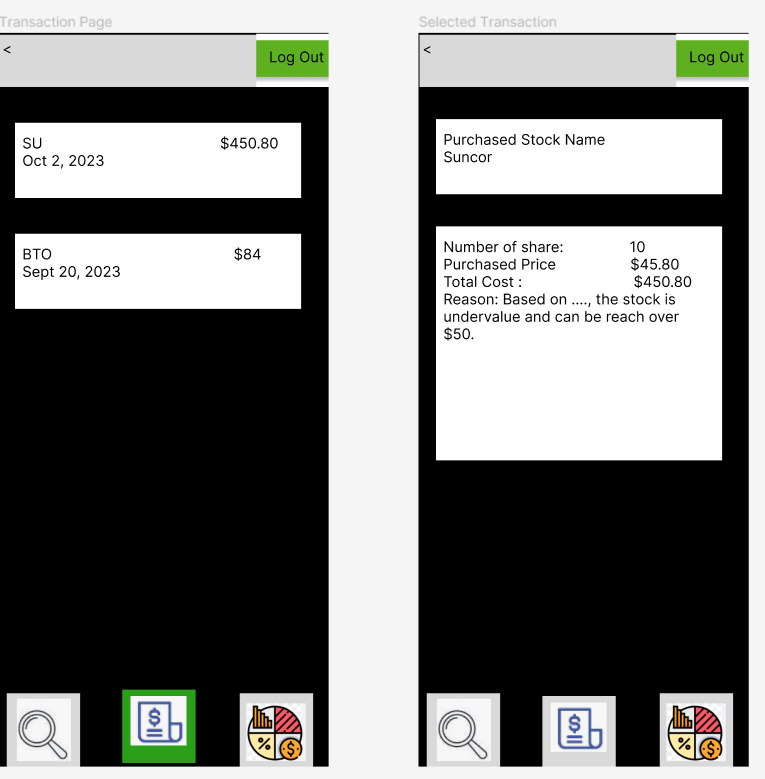 Transaction Page
<
Log Out
SU $450.80
Oct 2, 2023
BTO $84
Sept 20, 2023
$
% $
Selected Transaction
<
Log Out
Purchased Stock Name
Suncor
Number of share: 10
Purchased Price $45.80
Total Cost : $450.80
Reason: Based on ...., the stock is
undervalue and can be reach over
$50.
$
% $